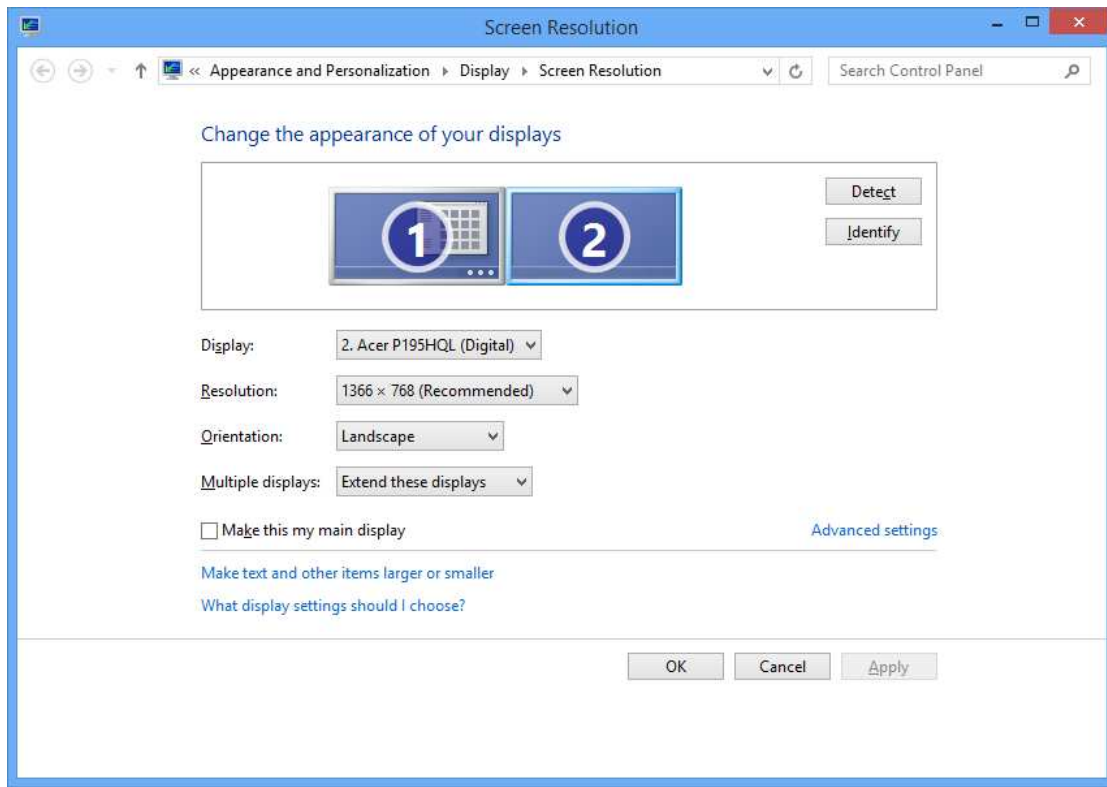 Screen Resolution
« Appearance and Personalization ▸ Display ▸ Screen Resolution
Search Control Panel
Change the appearance of your displays
1
2
Detect
Identify
Display: 2. Acer P195HQL (Digital)
Resolution: 1366 × 768 (Recommended)
Orientation: Landscape
Multiple displays: Extend these displays
Make this my main display
Advanced settings
Make text and other items larger or smaller
What display settings should I choose?
OK
Cancel
Apply